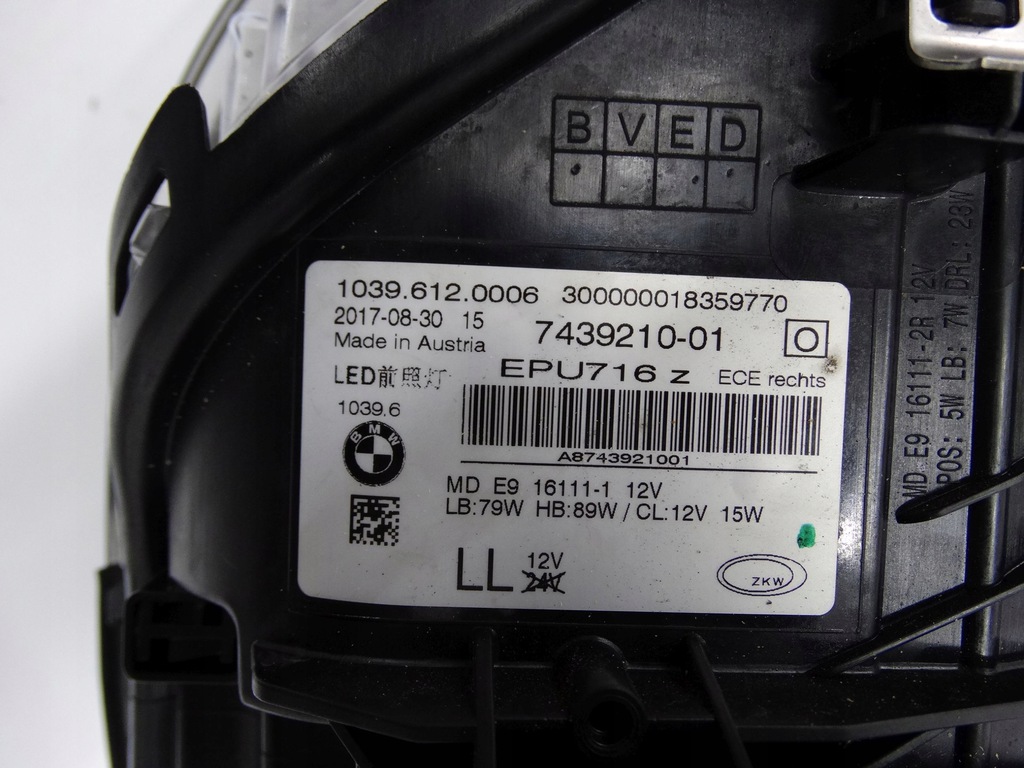 B V E D
1039.612.0006 300000018359770
2017-08-30 15
7439210-01 O
Made in Austria
EPU716 z ECE rechts
LED前照灯
1039.6
BMW
A8743921001
MD E9 16111-1 12V
LB:79W HB:89W / CL:12V 15W
LL 12V
24V
ZKW
MD E9 16111-2R 12V
POS: 5W LB: 7W DRL: 23W